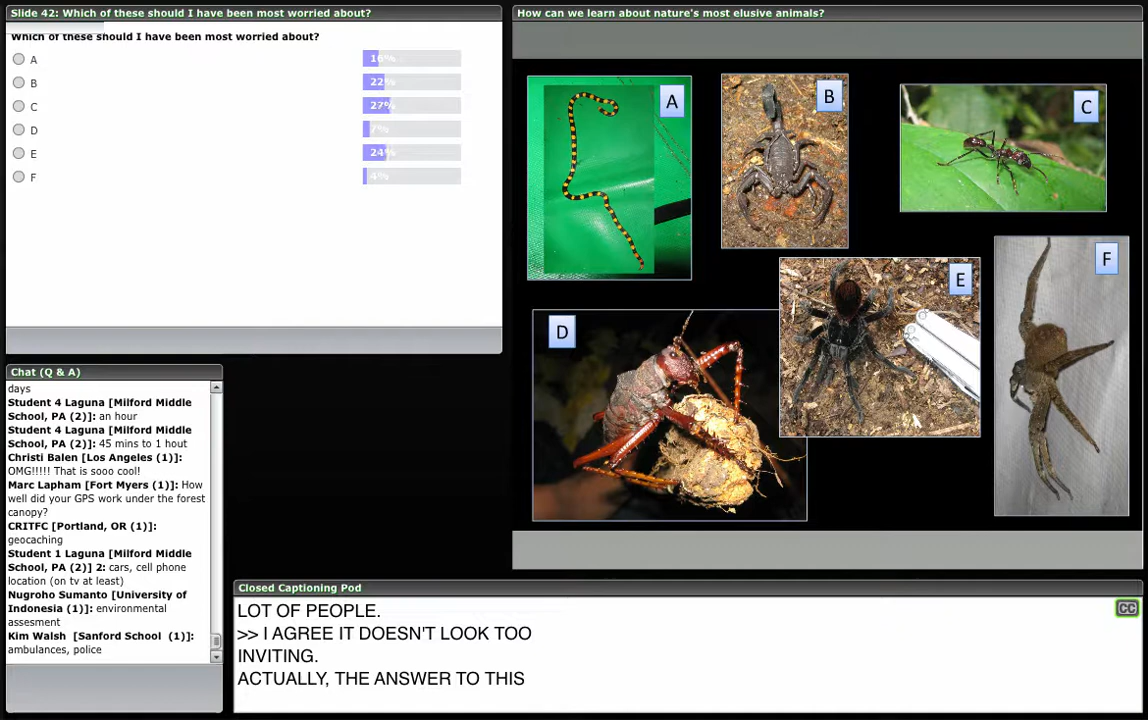 Slide 42: Which of these should I have been most worried about?
Which of these should I have been most worried about?
A 16%
B 22%
C 27%
D 7%
E 24%
F 4%
How can we learn about nature's most elusive animals?
A
B
C
D
E
F
Chat (Q & A)
days
Student 4 Laguna [Milford Middle
School, PA (2)]: an hour
Student 4 Laguna [Milford Middle
School, PA (2)]: 45 mins to 1 hour
Christi Balen [Los Angeles (1)]:
OMG!!!!! That is sooo cool!
Marc Lapham [Fort Myers (1)]: How
well did your GPS work under the forest
canopy?
CRITFC [Portland, OR (1)]:
geocaching
Student 1 Laguna [Milford Middle
School, PA (2)] 2: cars, cell phone
location (on tv at least)
Nugroho Sumanto [University of
Indonesia (1)]: environmental
assesment
Kim Walsh [Sanford School (1)]:
ambulances, police
Closed Captioning Pod
CC
LOT OF PEOPLE.
>> I AGREE IT DOESN'T LOOK TOO
INVITING.
ACTUALLY, THE ANSWER TO THIS